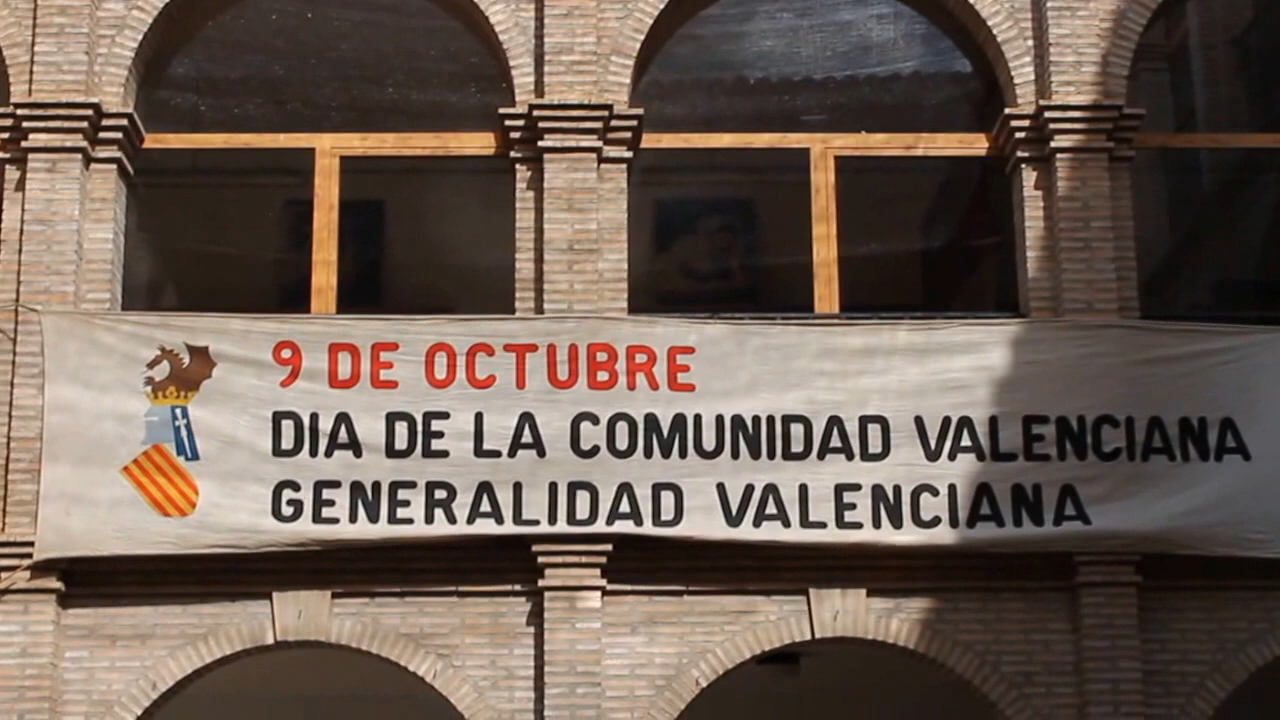 9 DE OCTUBRE
DIA DE LA COMUNIDAD VALENCIANA
GENERALIDAD VALENCIANA